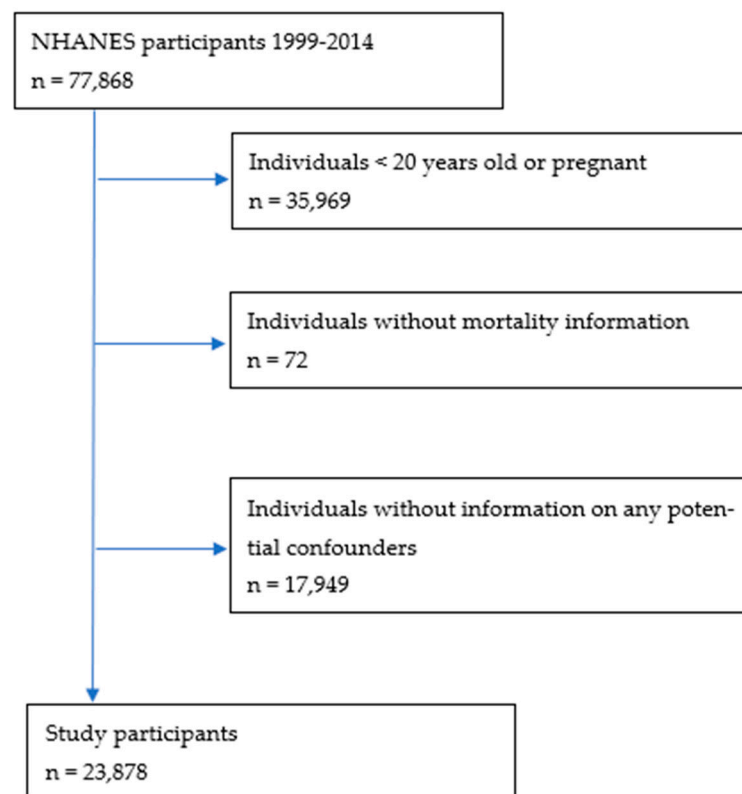 NHANES participants 1999-2014
n = 77,868
Individuals < 20 years old or pregnant
n = 35,969
Individuals without mortality information
n = 72
Individuals without information on any poten-
tial confounders
n = 17,949
Study participants
n = 23,878